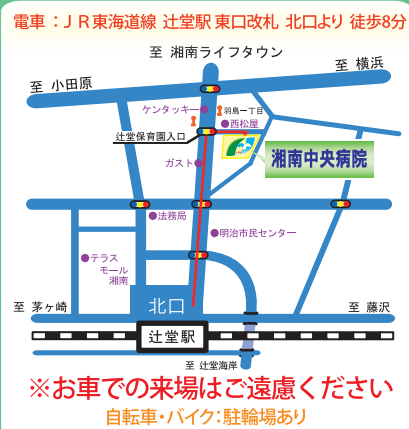 電車：ＪＲ東海道線 辻堂駅 東口改札 北口より 徒歩8分
至 湘南ライフタウン
至 小田原
至 横浜
ケンタッキー
羽鳥一丁目
西松屋
辻堂保育園入口
湘南中央病院
ガスト
法務局
明治市民センター
テラス
モール
湘南
北口
至 茅ヶ崎
至 藤沢
辻堂駅
至 辻堂海岸
※お車での来場はご遠慮ください
自転車・バイク：駐輪場あり